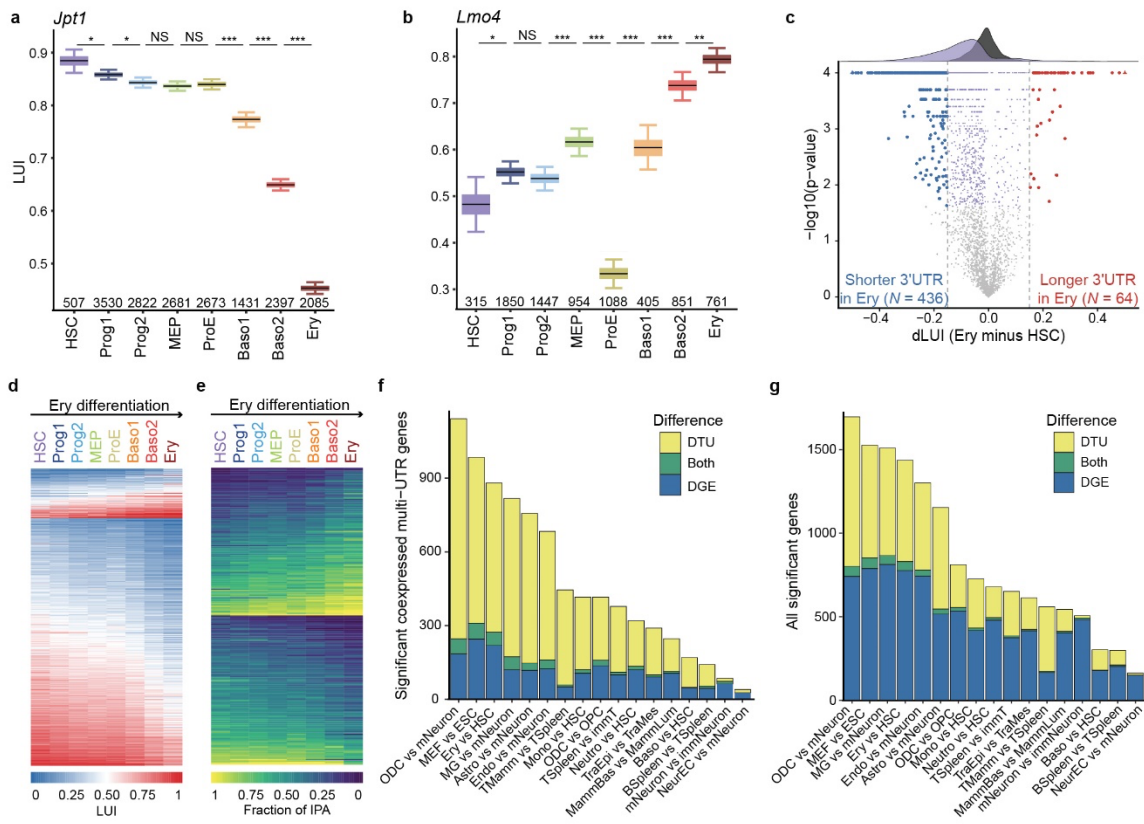 a
Jpt1
* * NS NS *** *** ***
LUI
0.9
0.8
0.7
0.6
0.5
507 3530 2822 2681 2673 1431 2397 2085
HSC Prog1 Prog2 MEP ProE Baso1 Baso2 Ery
b
Lmo4
* NS *** *** *** *** **
0.8
0.7
0.6
0.5
0.4
0.3
315 1850 1447 954 1088 405 851 761
HSC Prog1 Prog2 MEP ProE Baso1 Baso2 Ery
c
−log10(p−value)
4
3
2
1
0
Shorter 3'UTR
in Ery (N = 436)
Longer 3'UTR
in Ery (N = 64)
−0.4 −0.2 0.0 0.2 0.4
dLUI (Ery minus HSC)
d
Ery differentiation
HSC Prog1 Prog2 MEP ProE Baso1 Baso2 Ery
0 0.25 0.75 1
LUI
e
Ery differentiation
HSC Prog1 Prog2 MEP ProE Baso1 Baso2 Ery
1 0.75 0.25 0
Fraction of IPA
f
Significant coexpressed multi−UTR genes
900
600
300
0
Difference
DTU
Both
DGE
ODC vs mNeuron
MEF vs ESC
Ery vs HSC
MG vs mNeuron
Astro vs mNeuron
Endo vs mNeuron
TMamm vs TSpleen
Mono vs HSC
ODC vs OPC
TSpleen vs immT
Neutro vs HSC
TraEpi vs TraMes
MammBas vs MammLum
Baso vs HSC
BSpleen vs TSpleen
mNeuron vs immNeuron
NeurEC vs mNeuron
g
All significant genes
1500
1000
500
0
Difference
DTU
Both
DGE
ODC vs mNeuron
MEF vs ESC
MG vs mNeuron
Ery vs HSC
Endo vs mNeuron
Astro vs mNeuron
ODC vs OPC
Mono vs HSC
Neutro vs HSC
TSpleen vs immT
TraEpi vs TraMes
TMamm vs TSpleen
MammBas vs MammLum
mNeuron vs immNeuron
Baso vs HSC
BSpleen vs TSpleen
NeurEC vs mNeuron